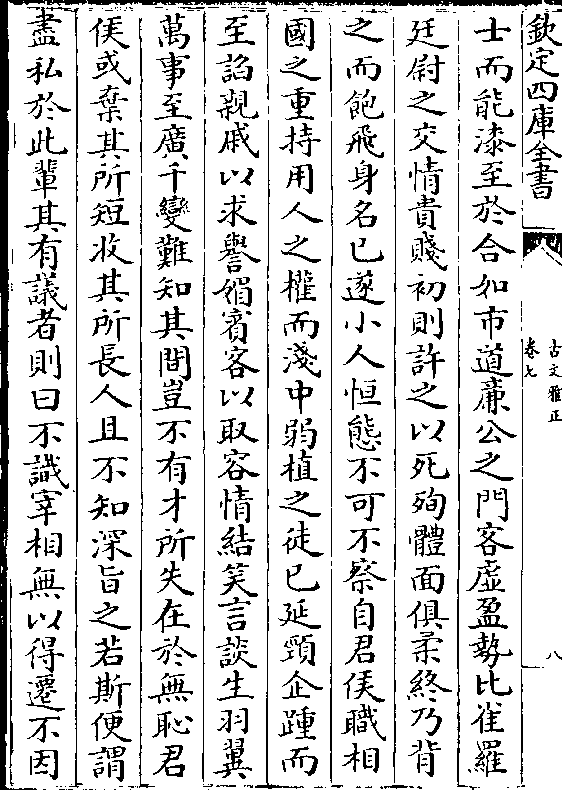 欽定四庫全書
古文雅正
卷七
八
士而能漆至於合如市道廉公之門客虛盈勢比雀羅
廷尉之交情貴賤初則許之以死殉體面俱柔終乃背
之而飽飛身名已遂小人恒態不可不察自君侯職相
國之重持用人之權而淺中弱植之徒已延頸企踵而
至諂親戚以求譽媚賓客以取容情結笑言談生羽翼
萬事至廣千變難知其間豈不有才所失在於無恥君
侯或棄其所短收其所長人且不知深旨之若斯便謂
盡私於此輩其有議者則曰不識宰相無以得遷不因